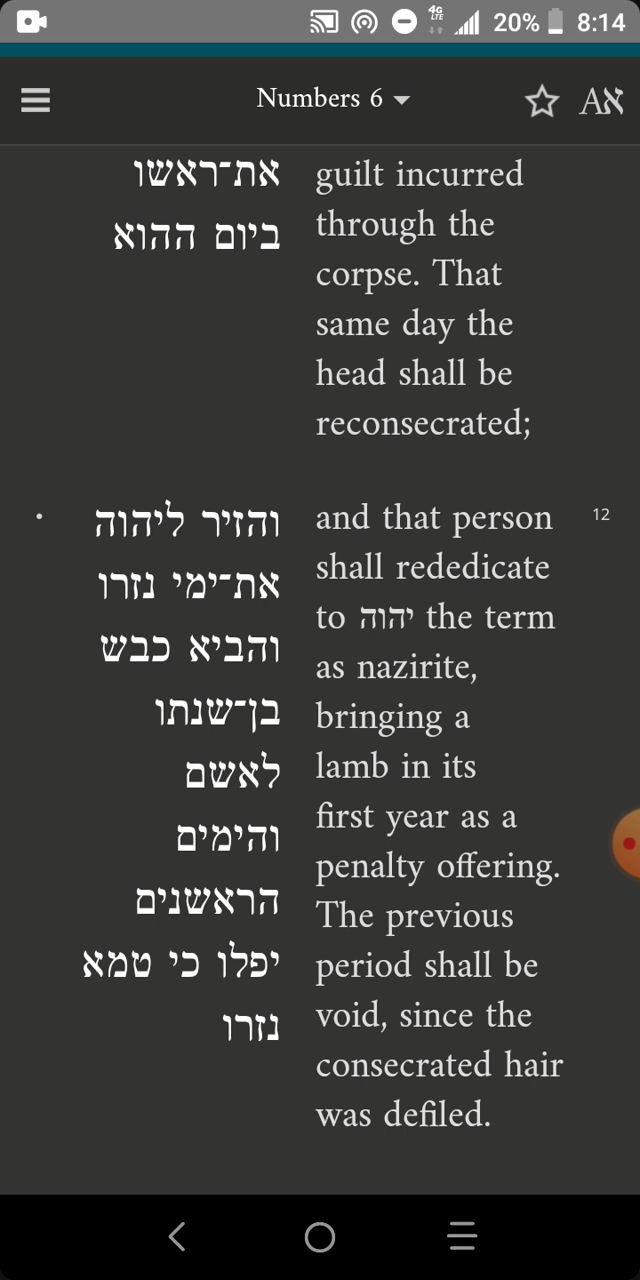 4G
LTE
20%
8:14
Numbers 6
Aא
את־ראשו
ביום ההוא
guilt incurred
through the
corpse. That
same day the
head shall be
reconsecrated;
והזיר ליהוה
את־ימי נזרו
והביא כבש
בן־שנתו
לאשם
והימים
הראשנים
יפלו כי טמא
נזרו
and that person
shall rededicate
to יהוה the term
as nazirite,
bringing a
lamb in its
first year as a
penalty offering.
The previous
period shall be
void, since the
consecrated hair
was defiled.
12